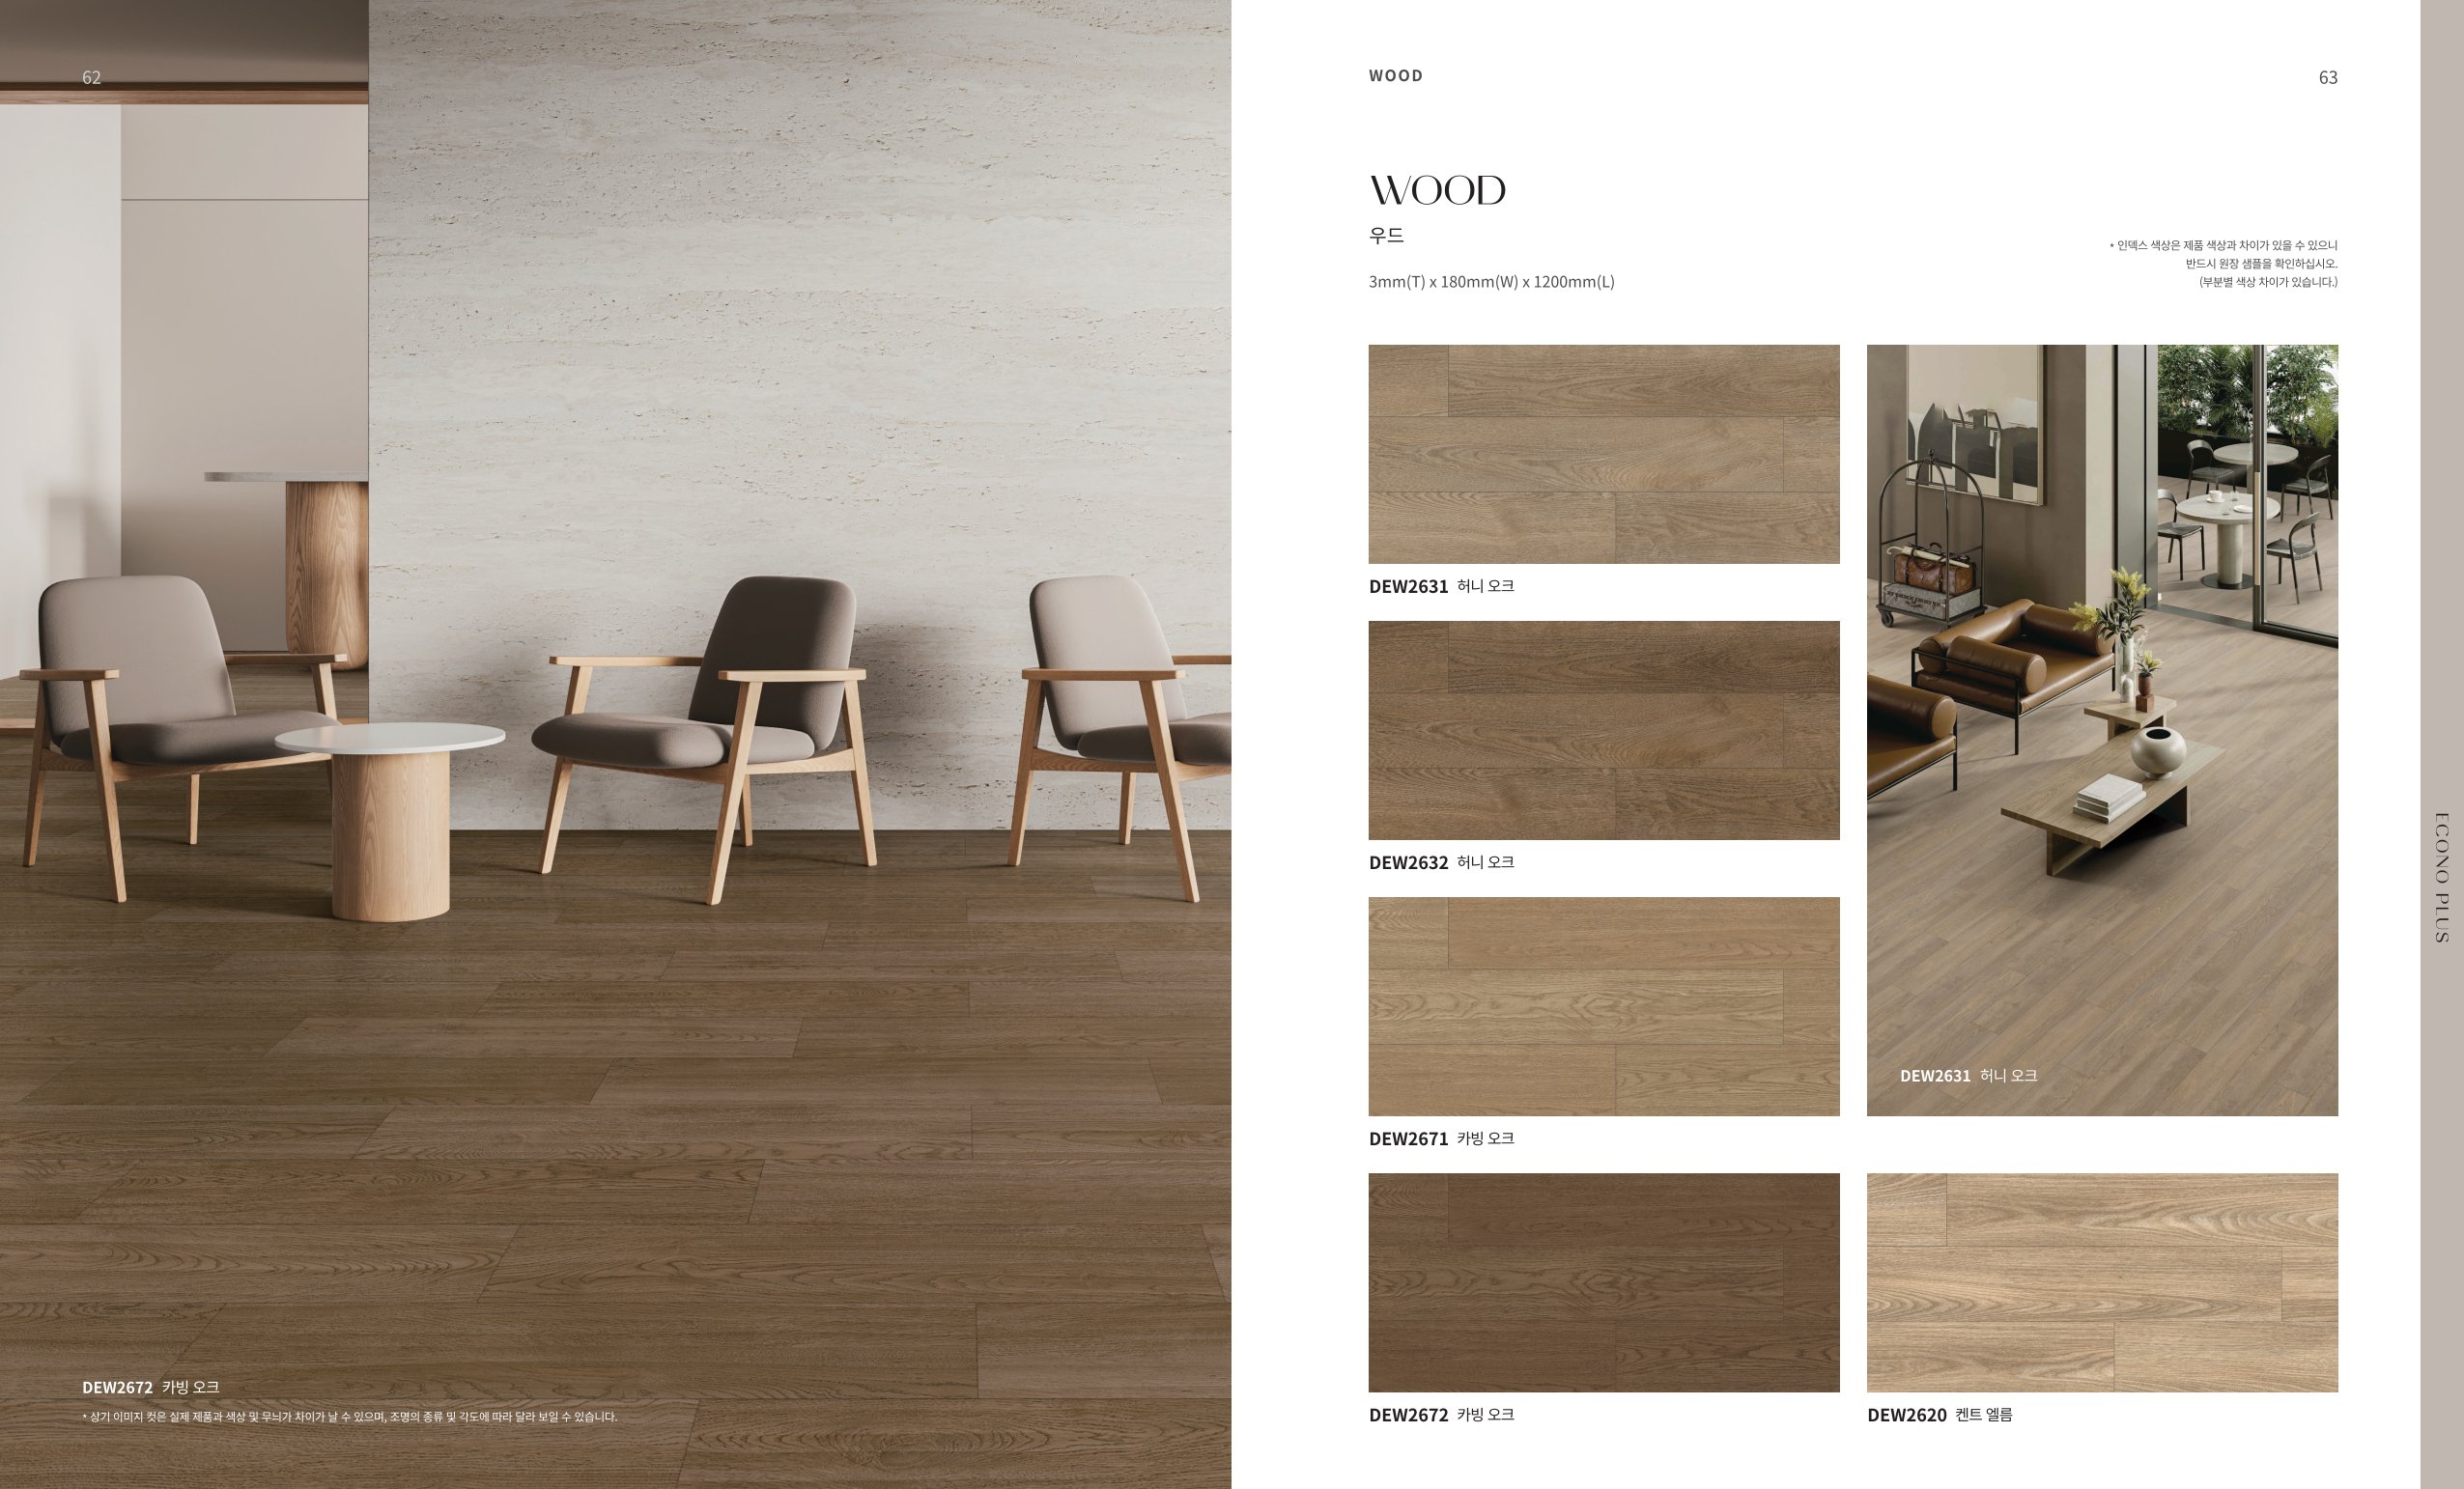 62
DEW2672 카빙 오크
* 상기 이미지 컷은 실제 제품과 색상 및 무늬가 차이가 날 수 있으며, 조명의 종류 및 각도에 따라 달라 보일 수 있습니다.
WOOD
63
WOOD
우드
3mm(T) x 180mm(W) x 1200mm(L)
* 인덱스 색상은 제품 색상과 차이가 있을 수 있으니
반드시 원장 샘플을 확인하십시오.
(부분별 색상 차이가 있습니다.)
DEW2631 허니 오크
DEW2632 허니 오크
DEW2671 카빙 오크
DEW2631 허니 오크
DEW2672 카빙 오크
DEW2620 켄트 엘름
ECONO PLUS